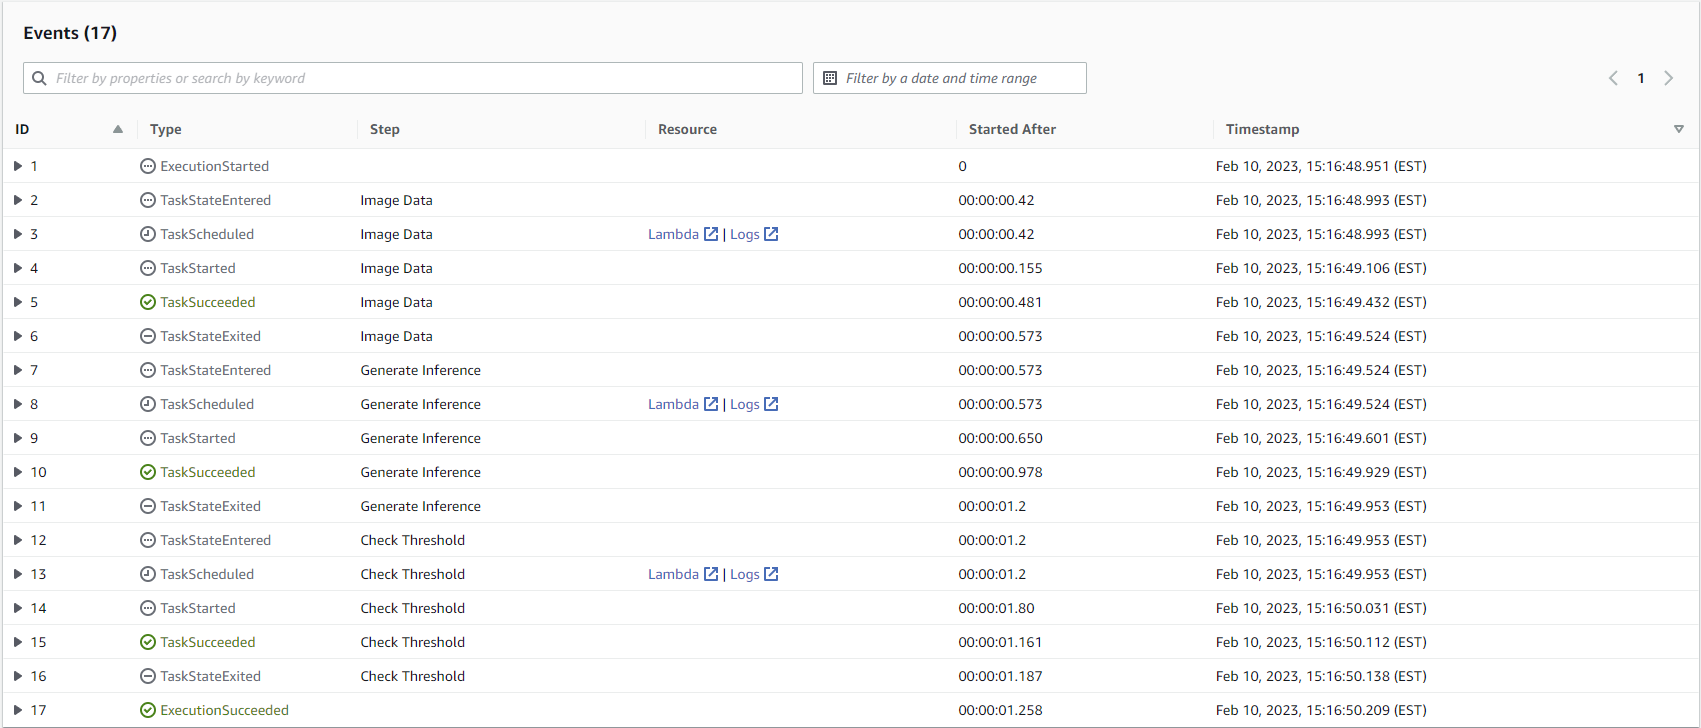 Events (17)
Filter by properties or search by keyword Filter by a date and time range 1
ID Type Step Resource Started After Timestamp
1 ExecutionStarted 0 Feb 10, 2023, 15:16:48.951 (EST)
2 TaskStateEntered Image Data 00:00:00.42 Feb 10, 2023, 15:16:48.993 (EST)
3 TaskScheduled Image Data Lambda | Logs 00:00:00.42 Feb 10, 2023, 15:16:48.993 (EST)
4 TaskStarted Image Data 00:00:00.155 Feb 10, 2023, 15:16:49.106 (EST)
5 TaskSucceeded Image Data 00:00:00.481 Feb 10, 2023, 15:16:49.432 (EST)
6 TaskStateExited Image Data 00:00:00.573 Feb 10, 2023, 15:16:49.524 (EST)
7 TaskStateEntered Generate Inference 00:00:00.573 Feb 10, 2023, 15:16:49.524 (EST)
8 TaskScheduled Generate Inference Lambda | Logs 00:00:00.573 Feb 10, 2023, 15:16:49.524 (EST)
9 TaskStarted Generate Inference 00:00:00.650 Feb 10, 2023, 15:16:49.601 (EST)
10 TaskSucceeded Generate Inference 00:00:00.978 Feb 10, 2023, 15:16:49.929 (EST)
11 TaskStateExited Generate Inference 00:00:01.2 Feb 10, 2023, 15:16:49.953 (EST)
12 TaskStateEntered Check Threshold 00:00:01.2 Feb 10, 2023, 15:16:49.953 (EST)
13 TaskScheduled Check Threshold Lambda | Logs 00:00:01.2 Feb 10, 2023, 15:16:49.953 (EST)
14 TaskStarted Check Threshold 00:00:01.80 Feb 10, 2023, 15:16:50.031 (EST)
15 TaskSucceeded Check Threshold 00:00:01.161 Feb 10, 2023, 15:16:50.112 (EST)
16 TaskStateExited Check Threshold 00:00:01.187 Feb 10, 2023, 15:16:50.138 (EST)
17 ExecutionSucceeded 00:00:01.258 Feb 10, 2023, 15:16:50.209 (EST)